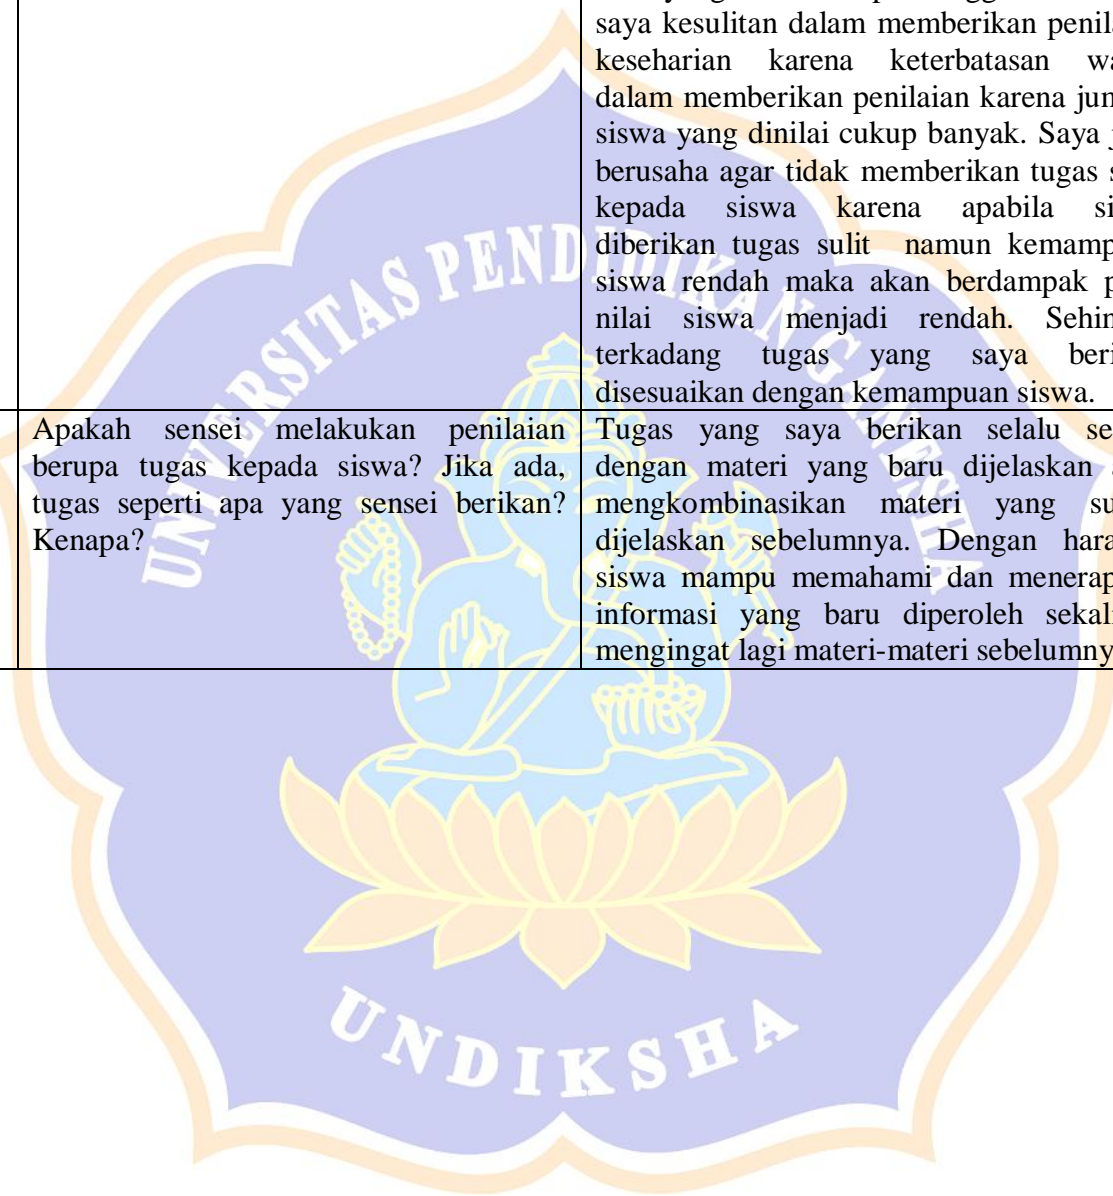 saya kesulitan dalam memberikan penila
keseharian karena keterbatasan wa
dalam memberikan penilaian karena jum
siswa yang dinilai cukup banyak. Saya j
berusaha agar tidak memberikan tugas s
kepada siswa karena apabila si
diberikan tugas sulit namun kemamp
siswa rendah maka akan berdampak p
nilai siswa menjadi rendah. Sehin
terkadang tugas yang saya beri
disesuaikan dengan kemampuan siswa.
Apakah sensei melakukan penilaian
berupa tugas kepada siswa? Jika ada,
tugas seperti apa yang sensei berikan?
Kenapa?
Tugas yang saya berikan selalu se
dengan materi yang baru dijelaskan
mengkombinasikan materi yang su
dijelaskan sebelumnya. Dengan hara
siswa mampu memahami dan menerap
informasi yang baru diperoleh sekali
mengingat lagi materi-materi sebelumny
UNIVERSITAS PENDIDIKAN GANESHA
UNDIKSHA